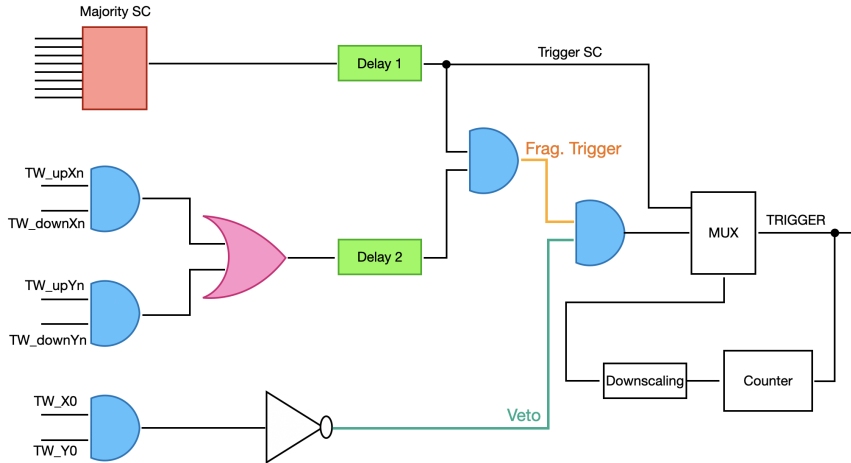 Majority SC
Delay 1
Trigger SC
Frag. Trigger
TW_upXn
TW_downXn
MUX
TRIGGER
Delay 2
TW_upYn
TW_downYn
Downscaling
Counter
TW_X0
Veto
TW_Y0